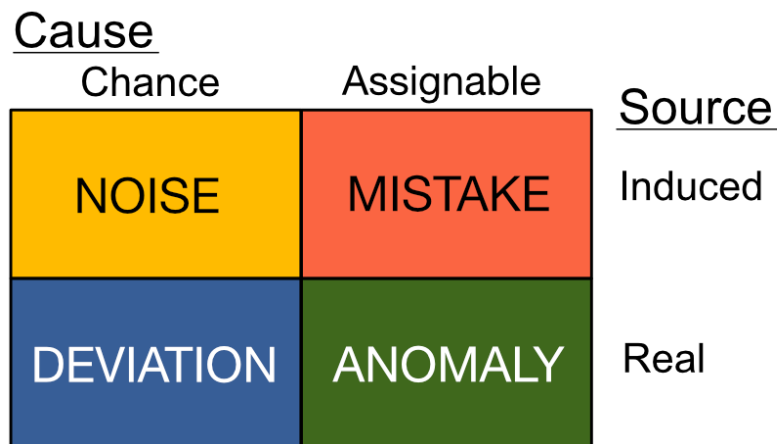 Cause
Chance Assignable
Source
NOISE MISTAKE Induced
DEVIATION ANOMALY Real